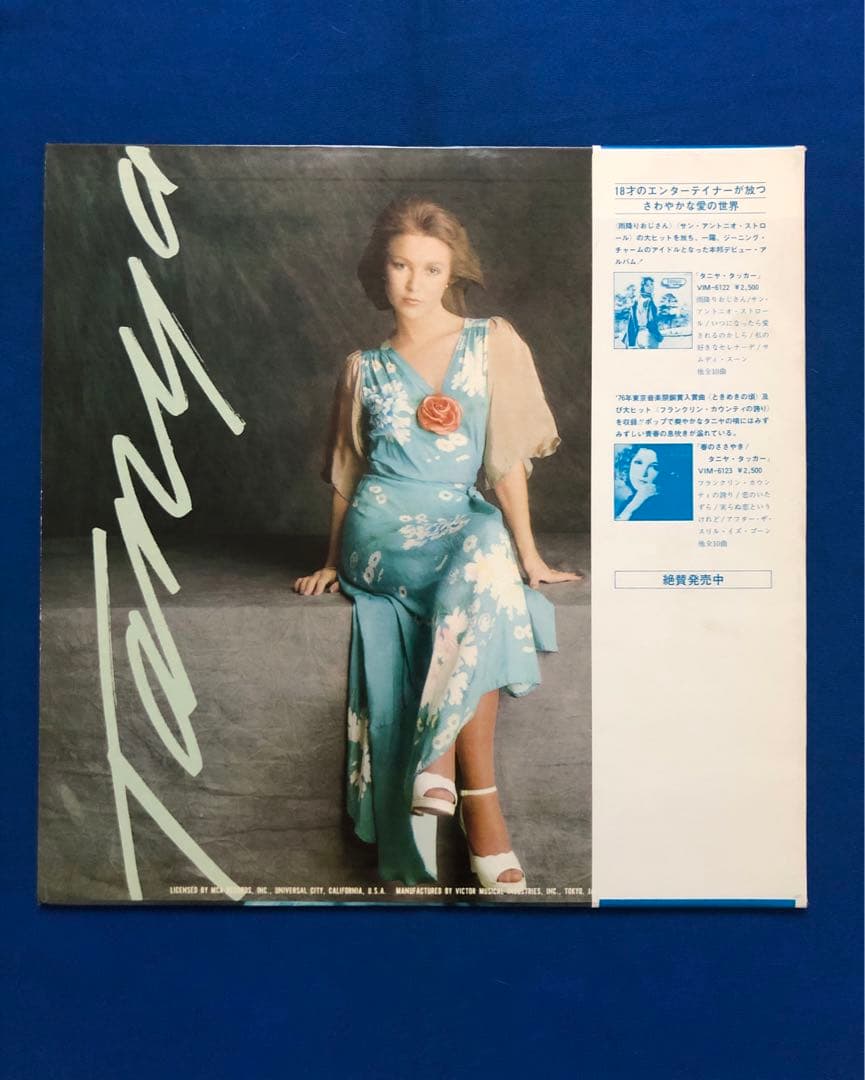 Tanya
LICENSED BY MCA RECORDS, INC., UNIVERSAL CITY, CALIFORNIA, U.S.A. MANUFACTURED BY VICTOR MUSICAL INDUSTRIES, INC., TOKYO,
18才のエンターテイナーが放つ
さわやかな愛の世界
〈雨降りおじさん〉〈サン・アントニオ・ストロ
ール〉の大ヒットを放ち、一躍、ジーニング・
チャームのアイドルとなった本邦デビュー・ア
ルバム！
「タニヤ・タッカー」
VIM-6122 ¥2,500
雨降りおじさん/サン・
アントニオ・ストロー
ル/いつになったら愛
されるのかしら/私の
好きなセレナーデ/サ
ムディ・スーン
他全10曲
'76年東京音楽祭銅賞入賞曲〈ときめきの頃〉及
び大ヒット〈フランクリン・カウンティの誇り〉
を収録!!ポップで爽やかなタニヤの唄にはみず
みずしい青春の息吹きが溢れている。
「春のささやき/
タニヤ・タッカー」
VIM-6123 ¥2,500
フランクリン・カウン
ティの誇り/恋のいた
ずら/実らぬ恋という
けれど/アフター・ザ・
スリル・イズ・ゴーン
他全10曲
絶賛発売中